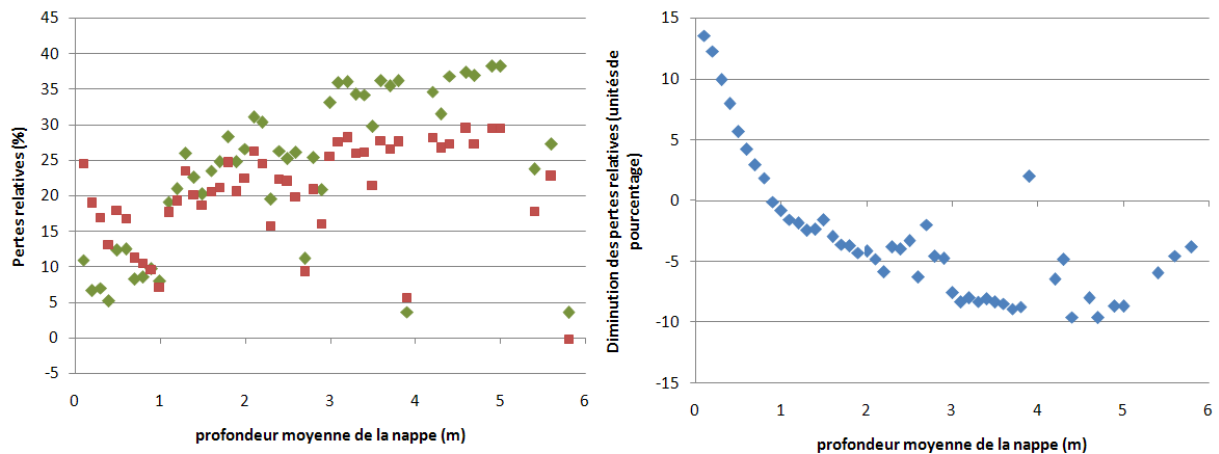 45
40
35
30
25
20
15
10
5
0
-5
Pertes relatives (%)
0 1 2 3 4 5 6
profondeur moyenne de la nappe (m)
15
10
5
0
-5
-10
-15
Diminution des pertes relatives (unitésde
pourcentage)
0 1 2 3 4 5 6
profondeur moyenne de la nappe (m)